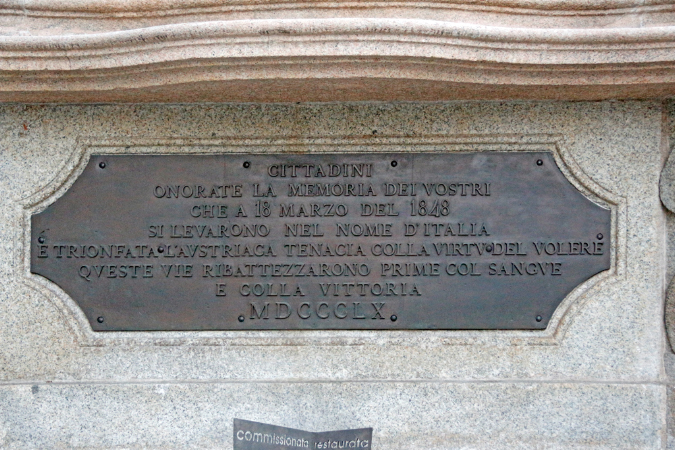 CITTADINI
ONORATE LA MEMORIA DEI VOSTRI
CHE A 18 MARZO DEL 1848
SI LEVARONO NEL NOME D'ITALIA
E TRIONFATA L'AVSTRIACA TENACIA COLLA VIRTV DEL VOLERE
QVESTE VIE RIBATTEZZARONO PRIME COL SANGVE
E COLLA VITTORIA
MDCCCLX
commissionata restaurata